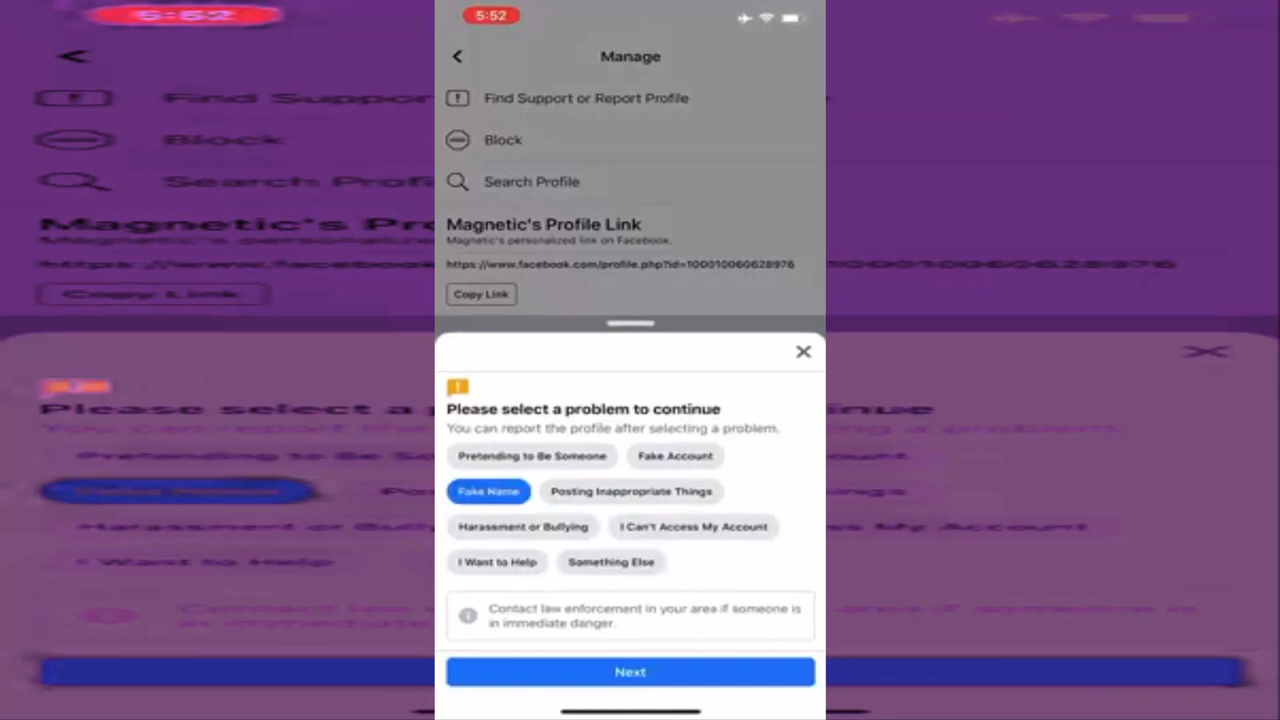 5:52
Manage
Find Support or Report Profile
Block
Search Profile
Magnetic's Profile Link
Magnetic's personalized link on Facebook.
https://www.facebook.com/profile.php?id=100010060628976
Copy Link
Please select a problem to continue
You can report the profile after selecting a problem.
Pretending to Be Someone Fake Account
Fake Name Posting Inappropriate Things
Harassment or Bullying I Can't Access My Account
I Want to Help Something Else
Contact law enforcement in your area if someone is
in immediate danger.
Next